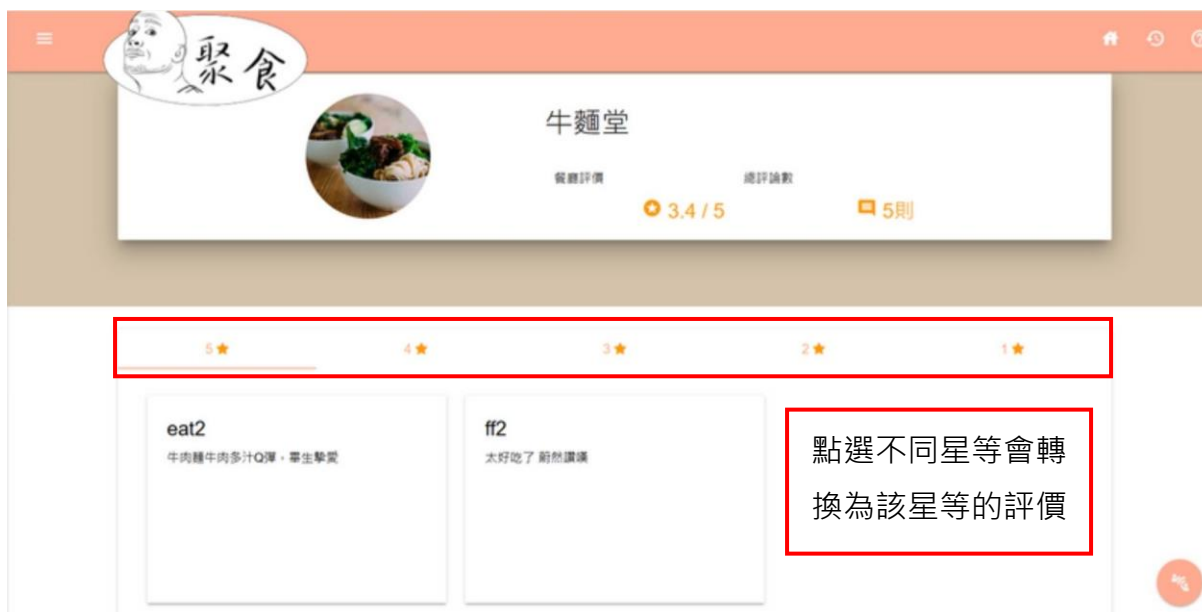 聚食
牛麵堂
餐廳評價
總評論數
3.4 / 5
5則
5
4
3
2
1
eat2
牛肉麵牛肉多汁Q彈,畢生摯愛
ff2
太好吃了 蔚然讚嘆
點選不同星等會轉
換為該星等的評價